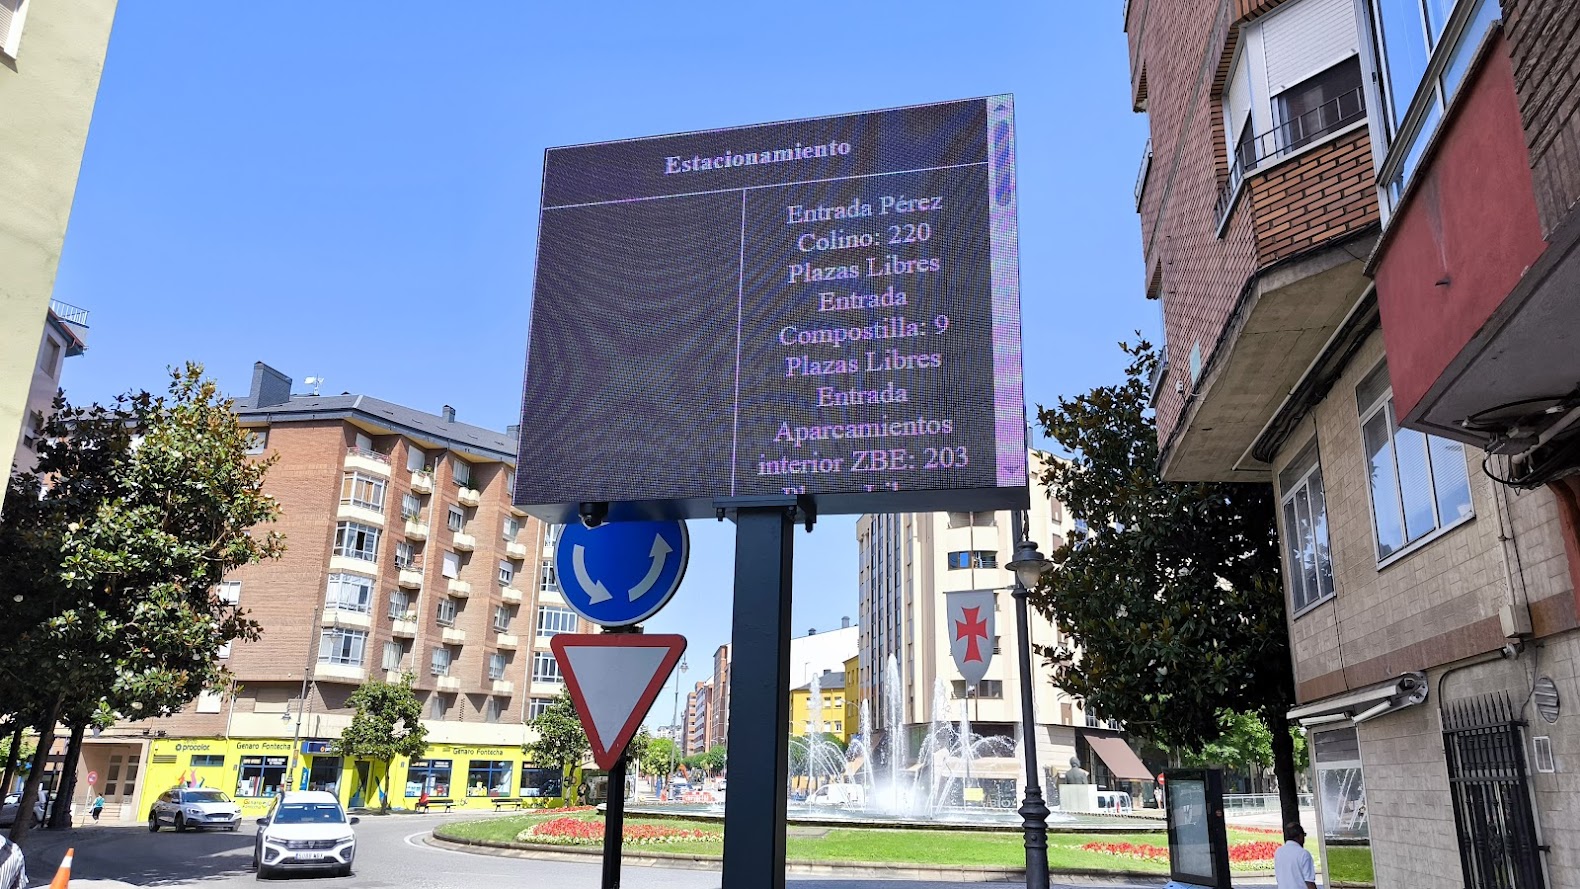 Estacionamiento
Entrada Pérez
Colino: 220
Plazas Libres
Entrada
Compostilla: 9
Plazas Libres
Entrada
Aparcamientos
interior ZBE: 203
procolor
Genaro Fontecha
Genaro Fontecha